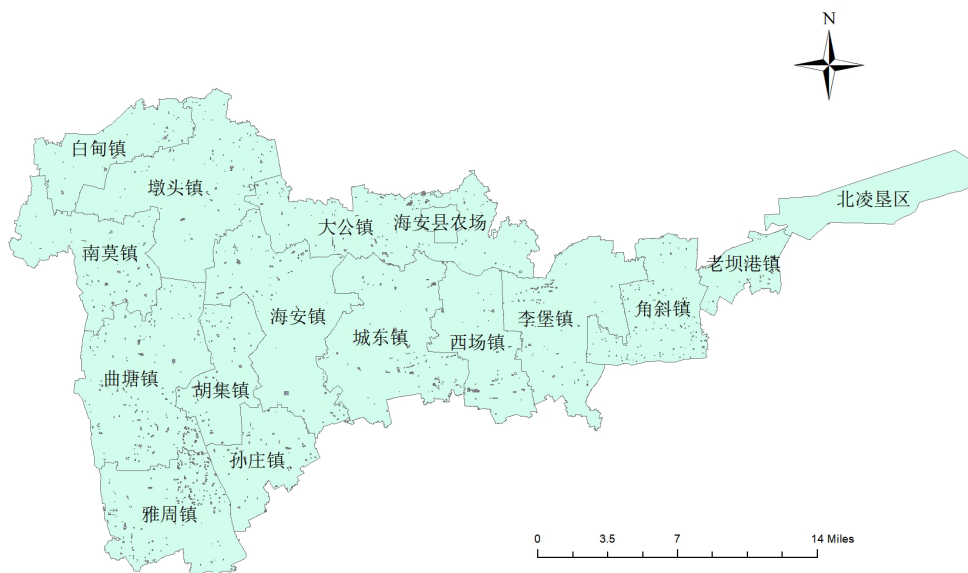 N
白甸镇
墩头镇
北凌垦区
大公镇
海安县农场
南莫镇
老坝港镇
海安镇
李堡镇
角斜镇
城东镇
西场镇
曲塘镇
胡集镇
孙庄镇
雅周镇
0 3.5 7 14 Miles